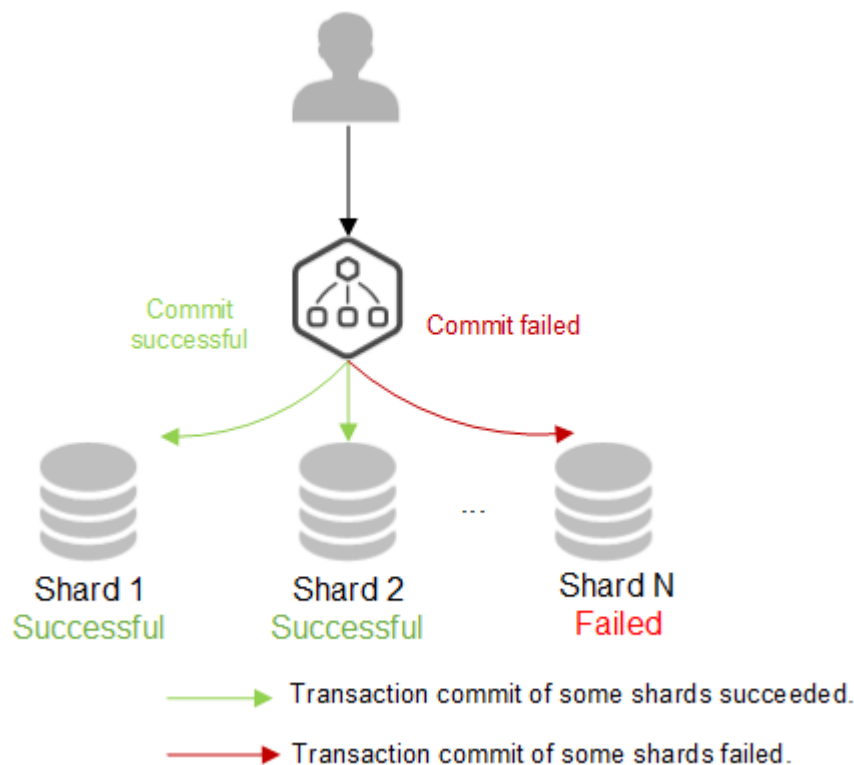 Commit
successful
Commit failed
...
Shard 1
Successful
Shard 2
Successful
Shard N
Failed
Transaction commit of some shards succeeded.
Transaction commit of some shards failed.